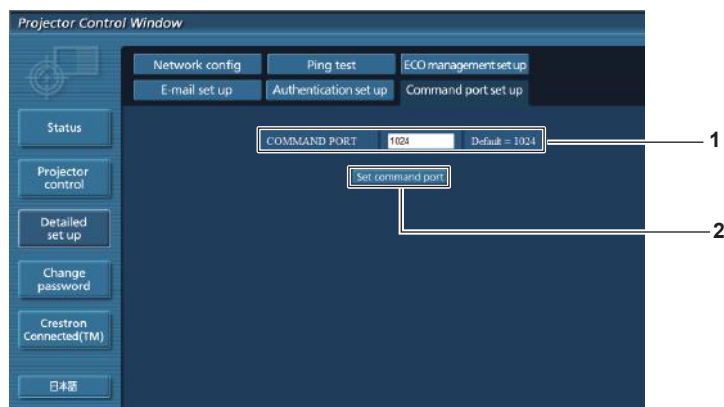 Projector Control Window
Network config
Ping test
ECO management set up
E-mail set up
Authentication set up
Command port set up
Status
COMMAND PORT 1024 Default = 1024
1
Projector
control
Set command port
2
Detailed
set up
Change
password
Crestron
Connected(TM)
日本語